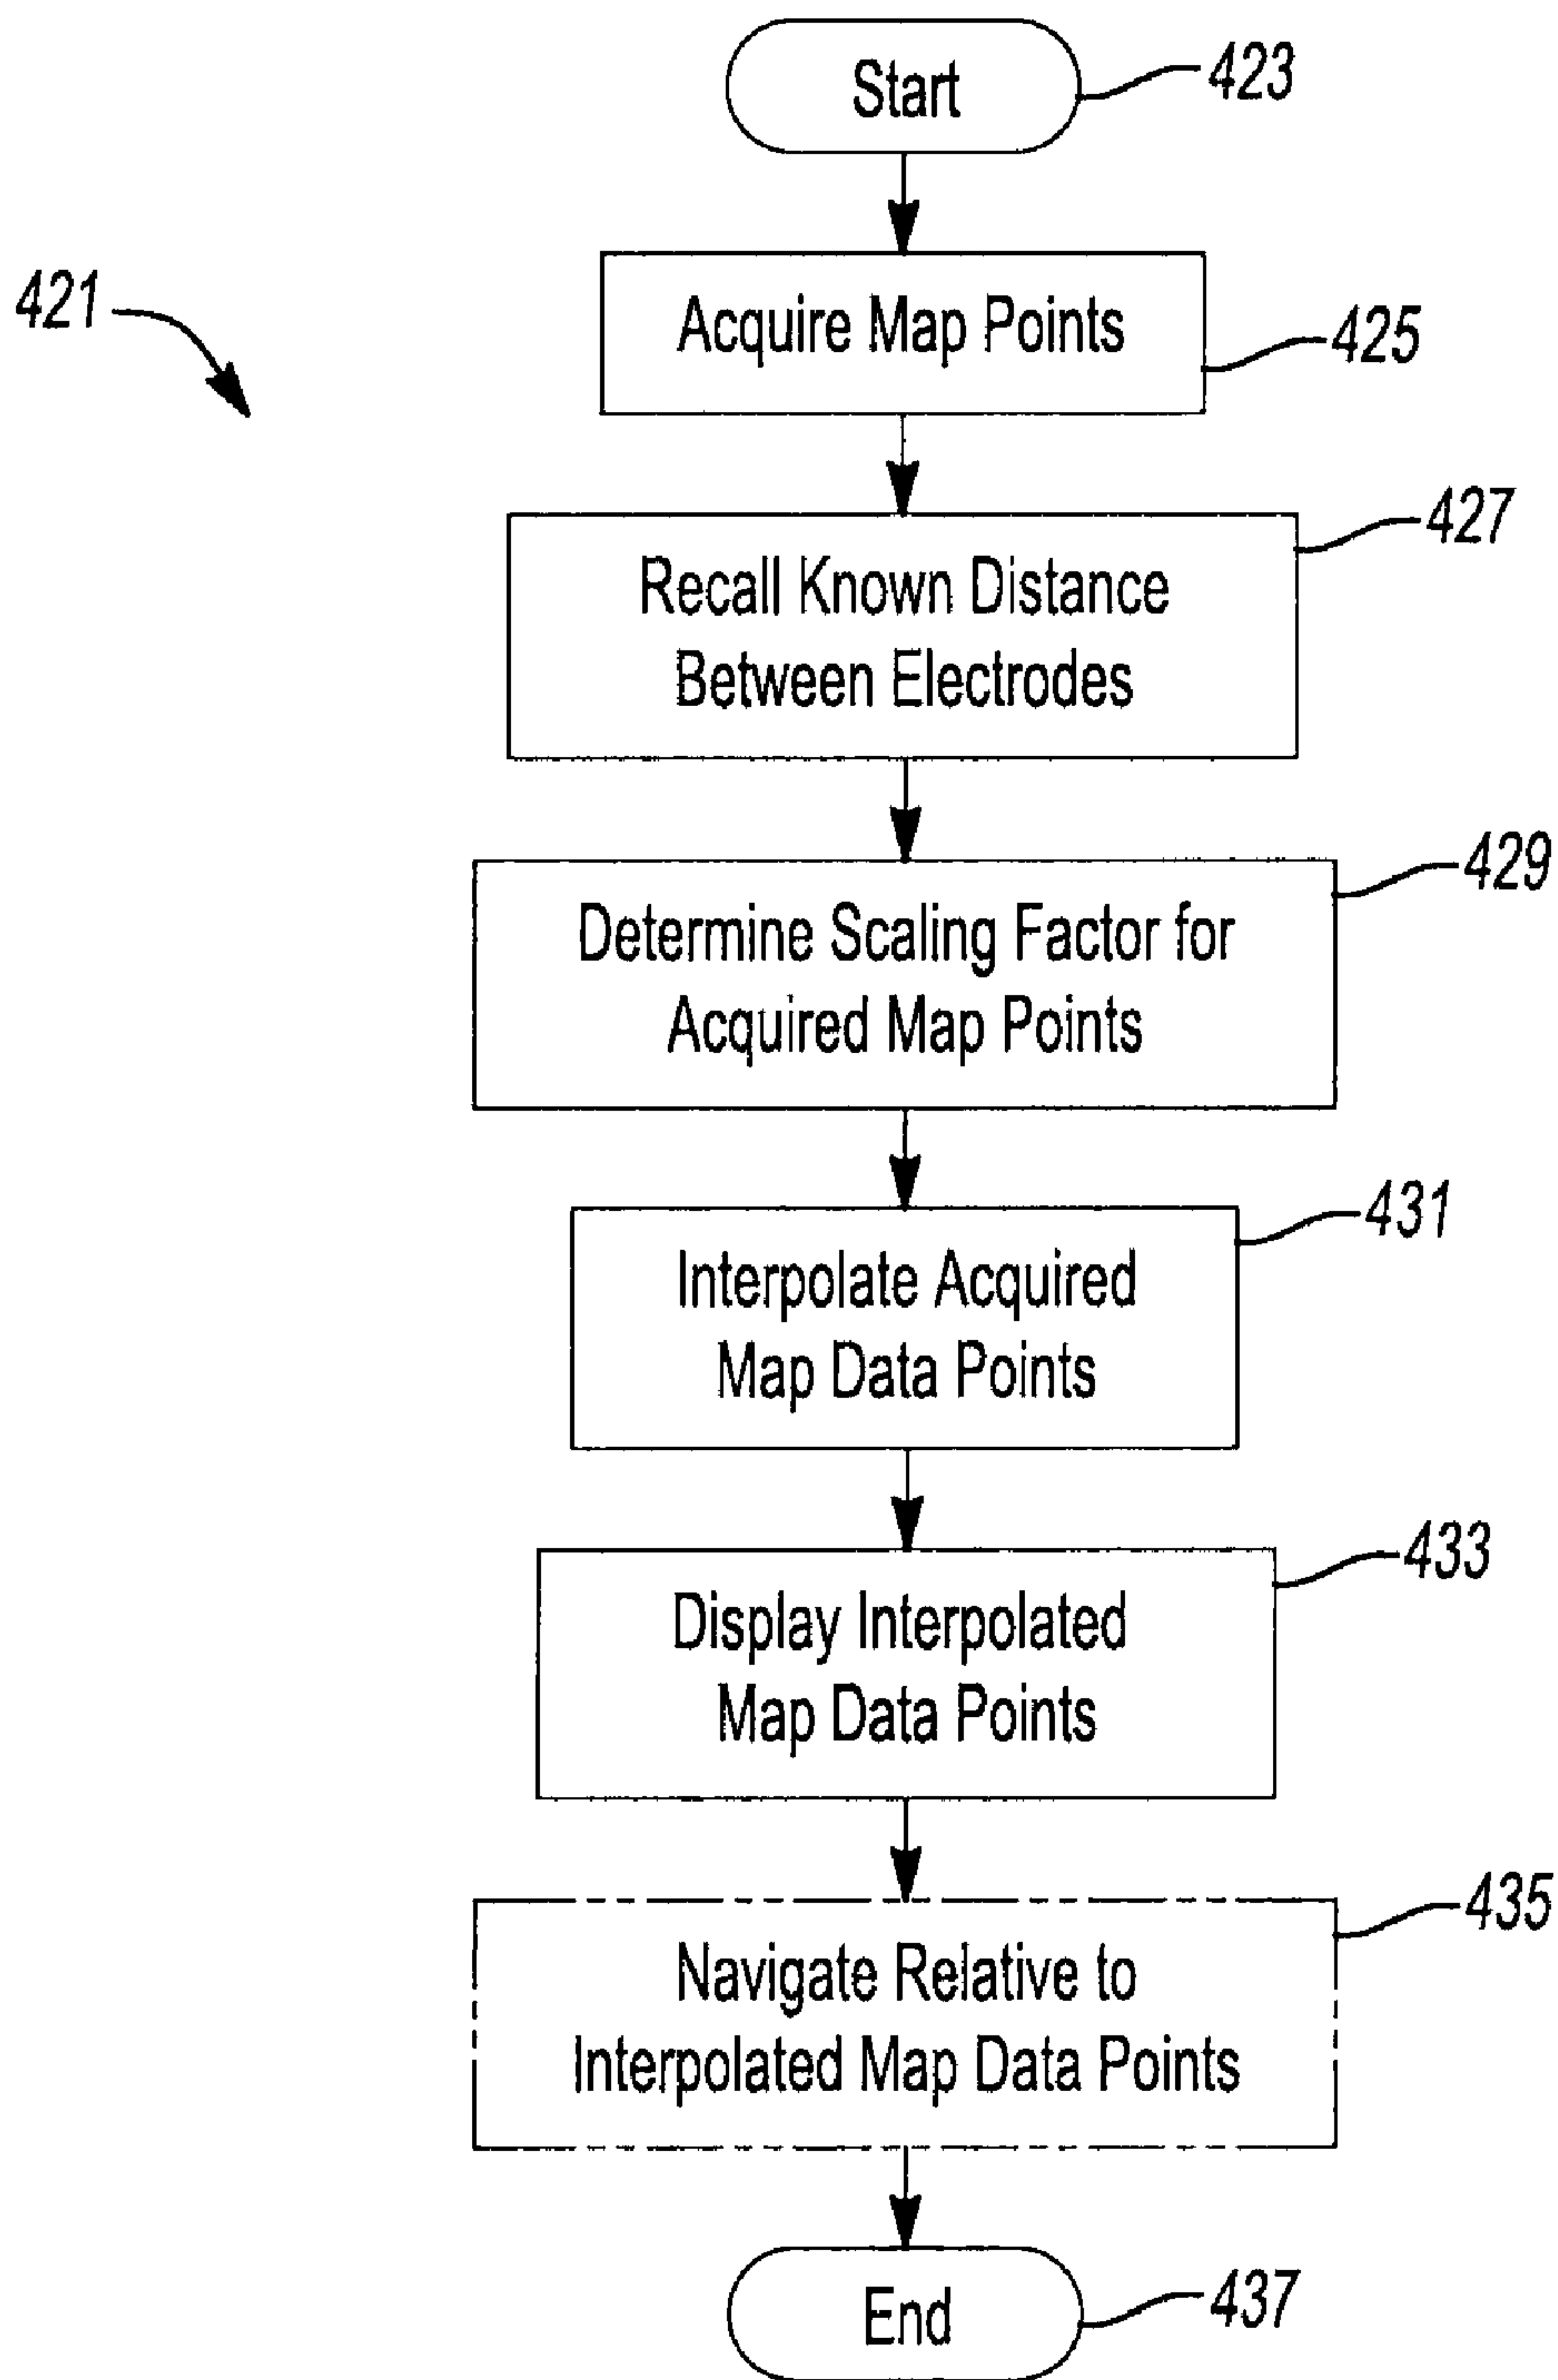 Start
423
421
Acquire Map Points
425
427
Recall Known Distance
Between Electrodes
429
Determine Scaling Factor for
Acquired Map Points
431
Interpolate Acquired
Map Data Points
433
Display Interpolated
Map Data Points
435
Navigate Relative to
Interpolated Map Data Points
End
437